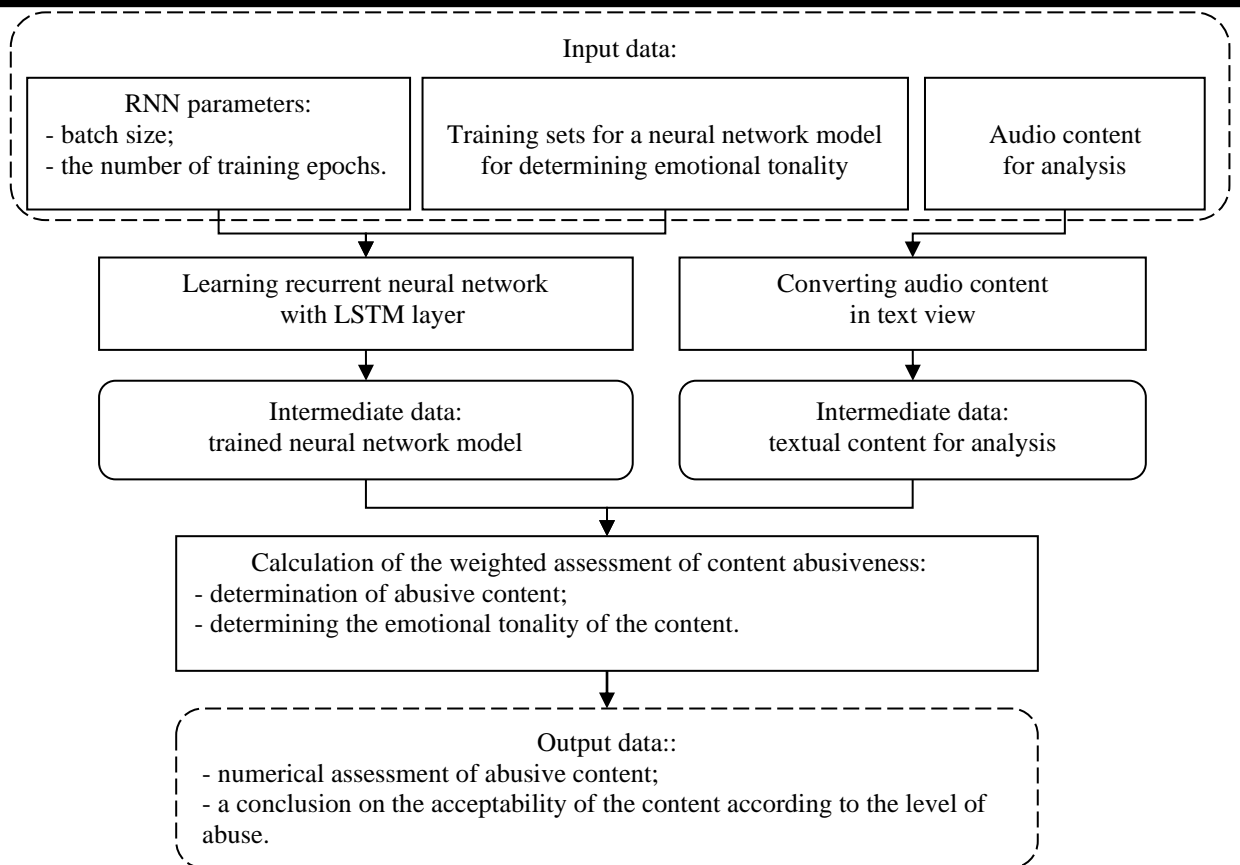 Input data:
RNN parameters:
- batch size;
- the number of training epochs.
Training sets for a neural network model
for determining emotional tonality
Audio content
for analysis
Learning recurrent neural network
with LSTM layer
Converting audio content
in text view
Intermediate data:
trained neural network model
Intermediate data:
textual content for analysis
Calculation of the weighted assessment of content abusiveness:
- determination of abusive content;
- determining the emotional tonality of the content.
Output data::
- numerical assessment of abusive content;
- a conclusion on the acceptability of the content according to the level of
abuse.